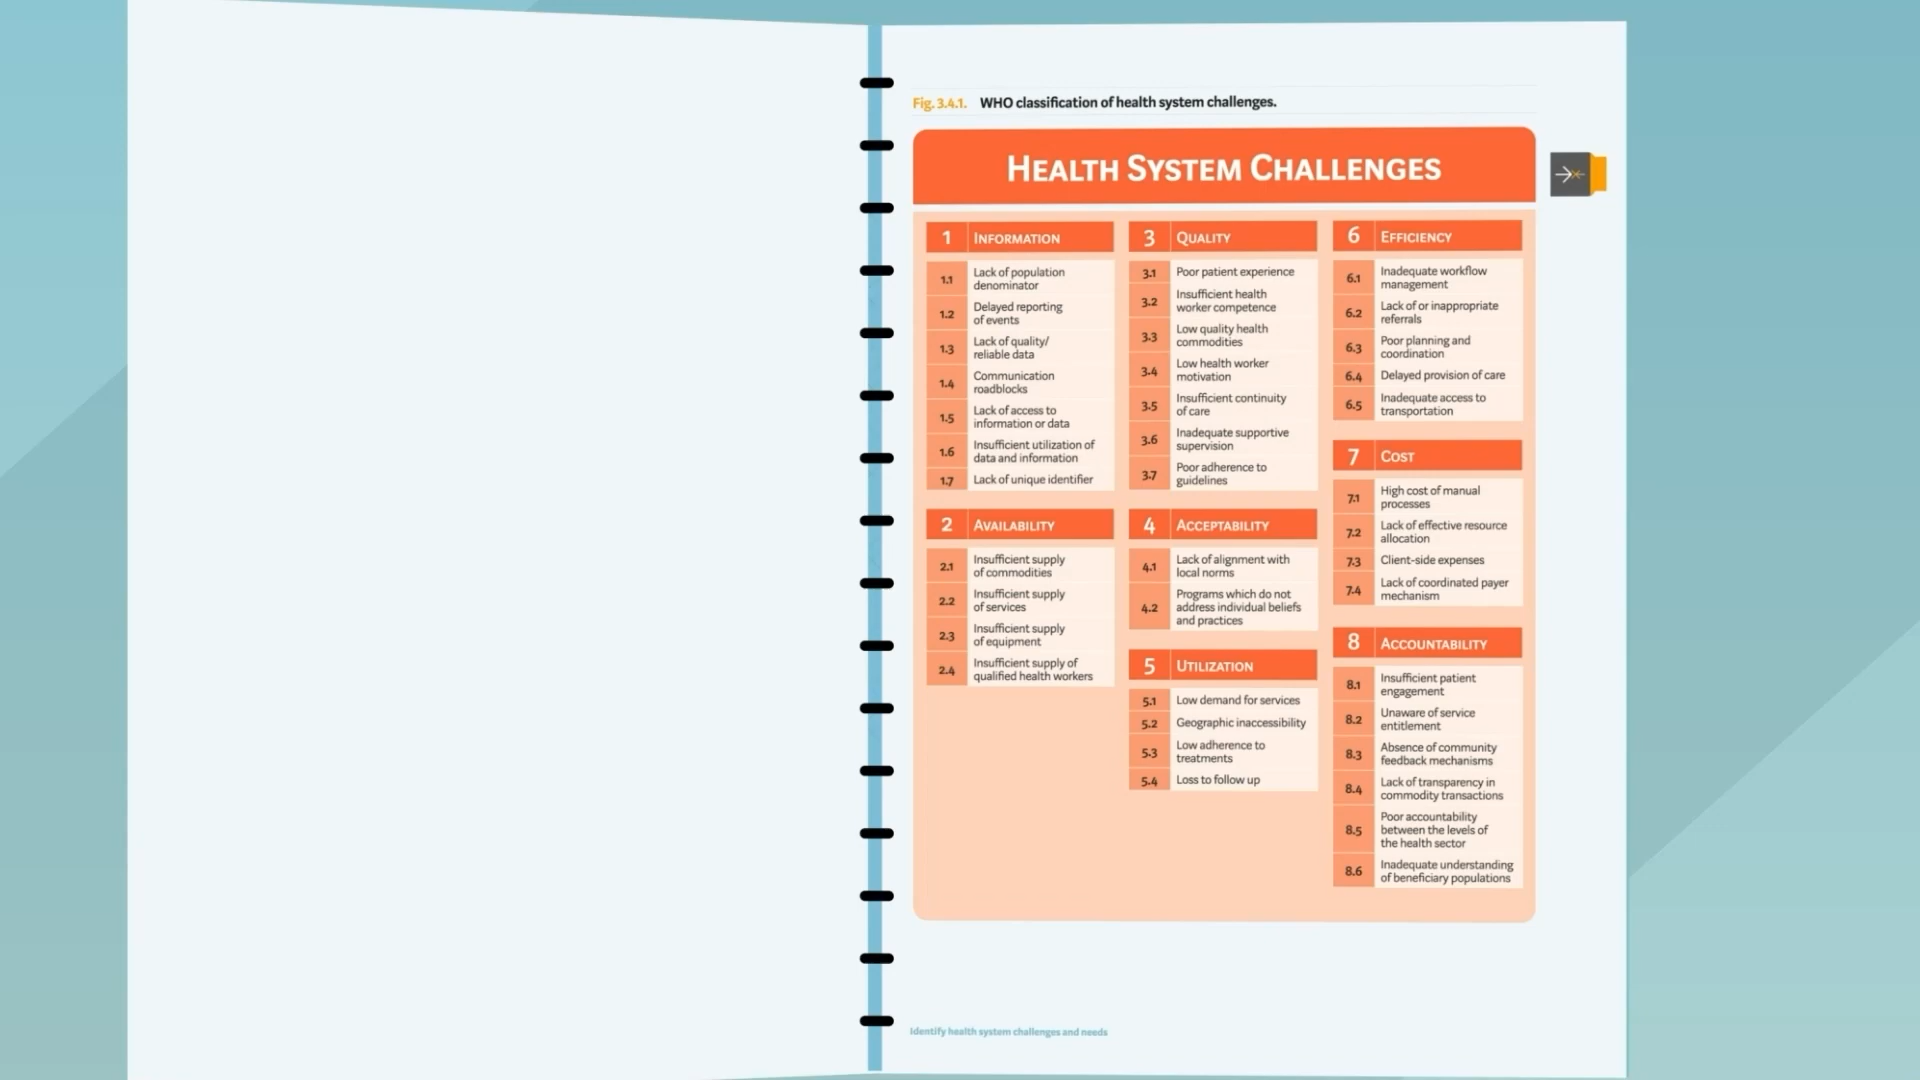 Fig. 3.4.1. WHO classification of health system challenges.
HEALTH SYSTEM CHALLENGES
1 INFORMATION
1.1 Lack of population
denominator
1.2 Delayed reporting
of events
1.3 Lack of quality/
reliable data
1.4 Communication
roadblocks
1.5 Lack of access to
information or data
1.6 Insufficient utilization of
data and information
1.7 Lack of unique identifier
2 AVAILABILITY
2.1 Insufficient supply
of commodities
2.2 Insufficient supply
of services
2.3 Insufficient supply
of equipment
2.4 Insufficient supply of
qualified health workers
3 QUALITY
3.1 Poor patient experience
3.2 Insufficient health
worker competence
3.3 Low quality health
commodities
3.4 Low health worker
motivation
3.5 Insufficient continuity
of care
3.6 Inadequate supportive
supervision
3.7 Poor adherence to
guidelines
4 ACCEPTABILITY
4.1 Lack of alignment with
local norms
4.2 Programs which do not
address individual beliefs
and practices
5 UTILIZATION
5.1 Low demand for services
5.2 Geographic inaccessibility
5.3 Low adherence to
treatments
5.4 Loss to follow up
6 EFFICIENCY
6.1 Inadequate workflow
management
6.2 Lack of or inappropriate
referrals
6.3 Poor planning and
coordination
6.4 Delayed provision of care
6.5 Inadequate access to
transportation
7 COST
7.1 High cost of manual
processes
7.2 Lack of effective resource
allocation
7.3 Client-side expenses
7.4 Lack of coordinated payer
mechanism
8 ACCOUNTABILITY
8.1 Insufficient patient
engagement
8.2 Unaware of service
entitlement
8.3 Absence of community
feedback mechanisms
8.4 Lack of transparency in
commodity transactions
8.5 Poor accountability
between the levels of
the health sector
8.6 Inadequate understanding
of beneficiary populations
Identify health system challenges and needs